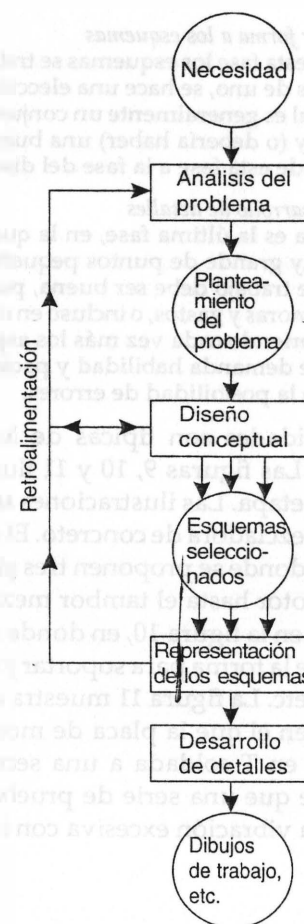 Necesidad
Análisis del
problema
Plantea-
miento
del
problema
Retroalimentación
Diseño
conceptual
Esquemas
seleccio-
nados
Representación
de los esquemas
Desarrollo
de detalles
Dibujos
de trabajo,
etc.